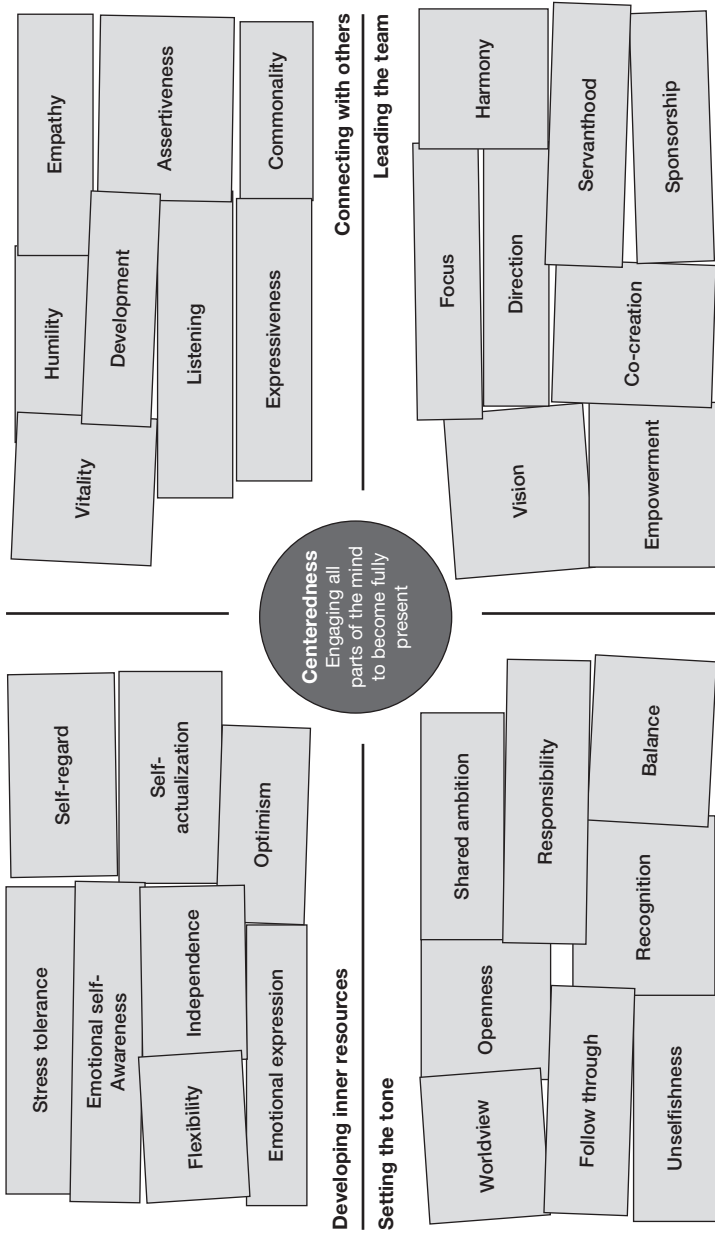 Stress tolerance
Self-regard
Emotional self-
Awareness
Self-
actualization
Flexibility
Independence
Optimism
Emotional expression
Developing inner resources
Vitality
Humility
Empathy
Development
Assertiveness
Listening
Expressiveness
Commonality
Connecting with others
Centeredness
Engaging all
parts of the mind
to become fully
present
Setting the tone
Worldview
Openness
Shared ambition
Follow through
Responsibility
Unselfishness
Recognition
Balance
Leading the team
Vision
Focus
Harmony
Direction
Servanthood
Empowerment
Co-creation
Sponsorship